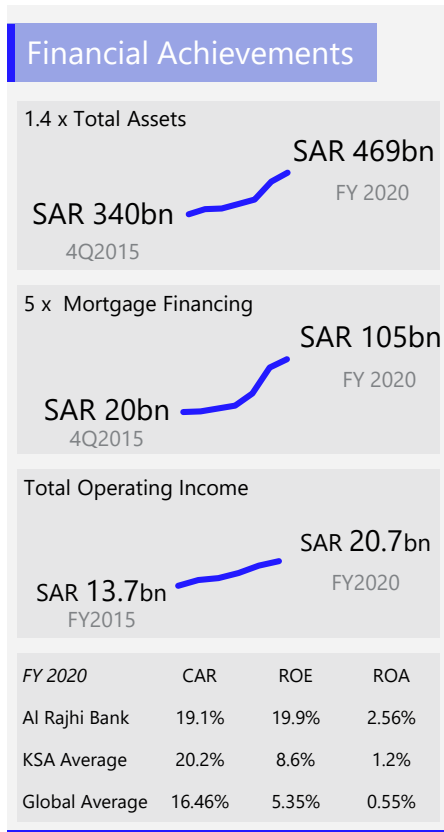 Financial Achievements
1.4 x Total Assets
SAR 469bn
FY 2020
SAR 340bn
4Q2015
5 x Mortgage Financing
SAR 105bn
FY 2020
SAR 20bn
4Q2015
Total Operating Income
SAR 20.7bn
FY2020
SAR 13.7bn
FY2015
FY 2020 CAR ROE ROA
Al Rajhi Bank 19.1% 19.9% 2.56%
KSA Average 20.2% 8.6% 1.2%
Global Average 16.46% 5.35% 0.55%